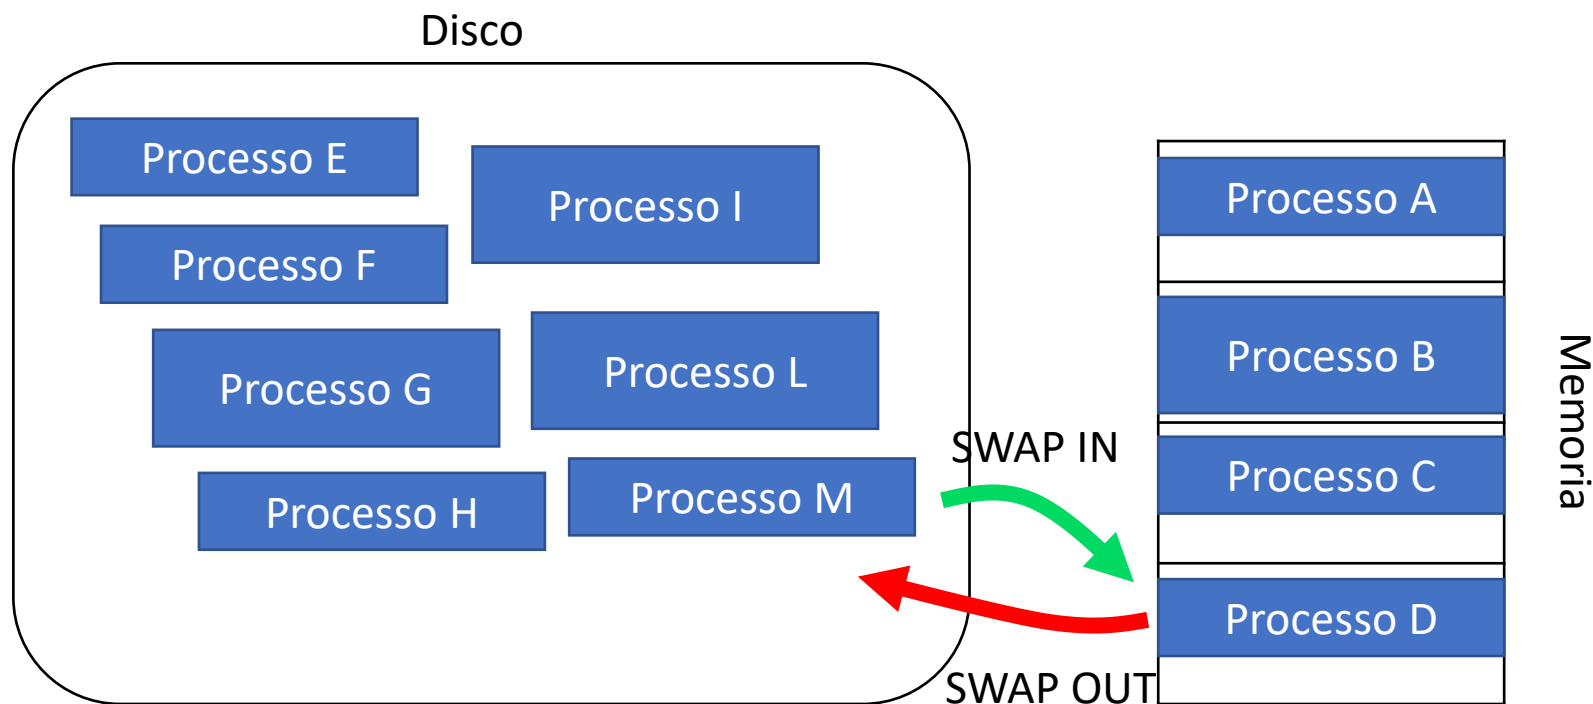 Disco
Processo E
Processo I
Processo F
Processo G
Processo L
Processo H
Processo M
SWAP IN
SWAP OUT
Processo A
Processo B
Processo C
Processo D
Memoria